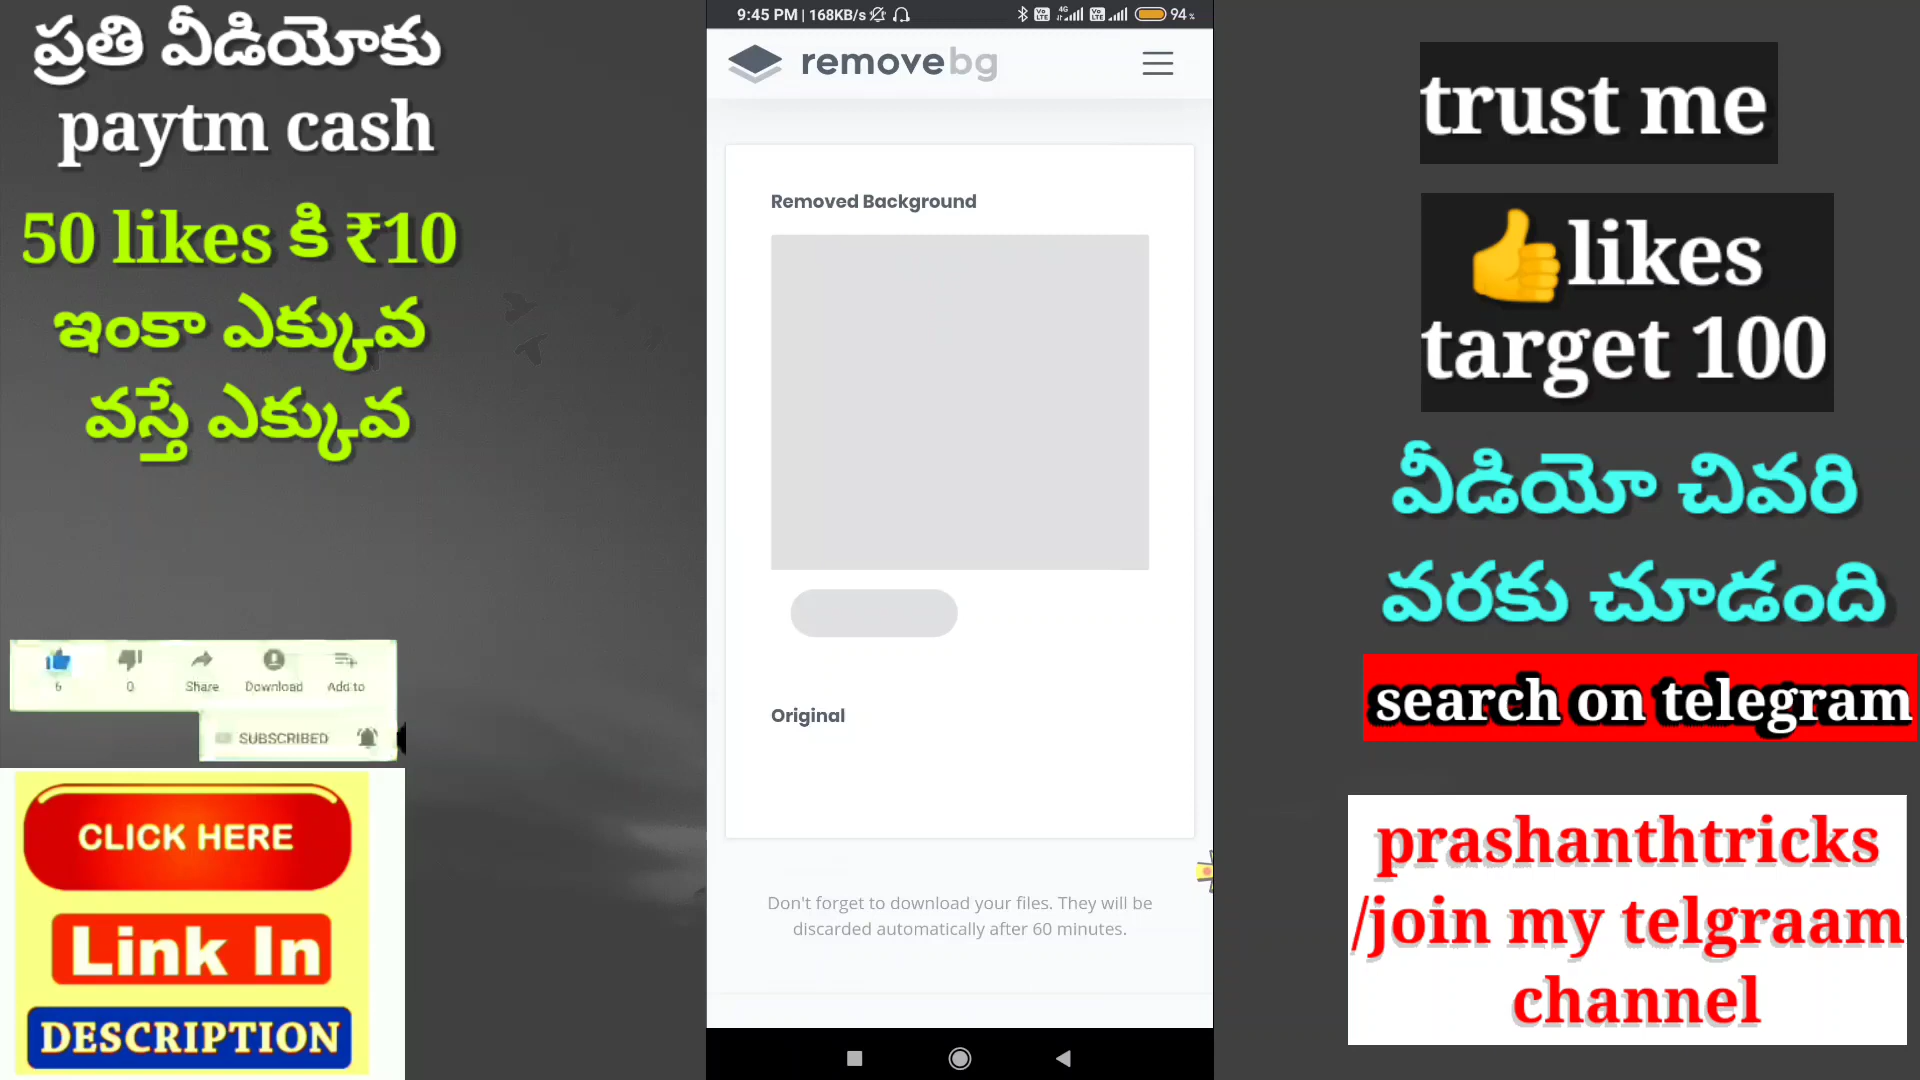 ప్రతి వీడియోకు
paytm cash
50 likes కి ₹10
ఇంకా ఎక్కువ
వస్తే ఎక్కువ
6
0
Share
Download
Add to
SUBSCRIBED
CLICK HERE
Link In
DESCRIPTION
9:45 PM | 168KB/s
4G
94%
removebg
Removed Background
Original
Don't forget to download your files. They will be
discarded automatically after 60 minutes.
trust me
👍likes
target 100
వీడియో చివరి
వరకు చూడండి
search on telegram
prashanthtricks
/join my telgraam
channel